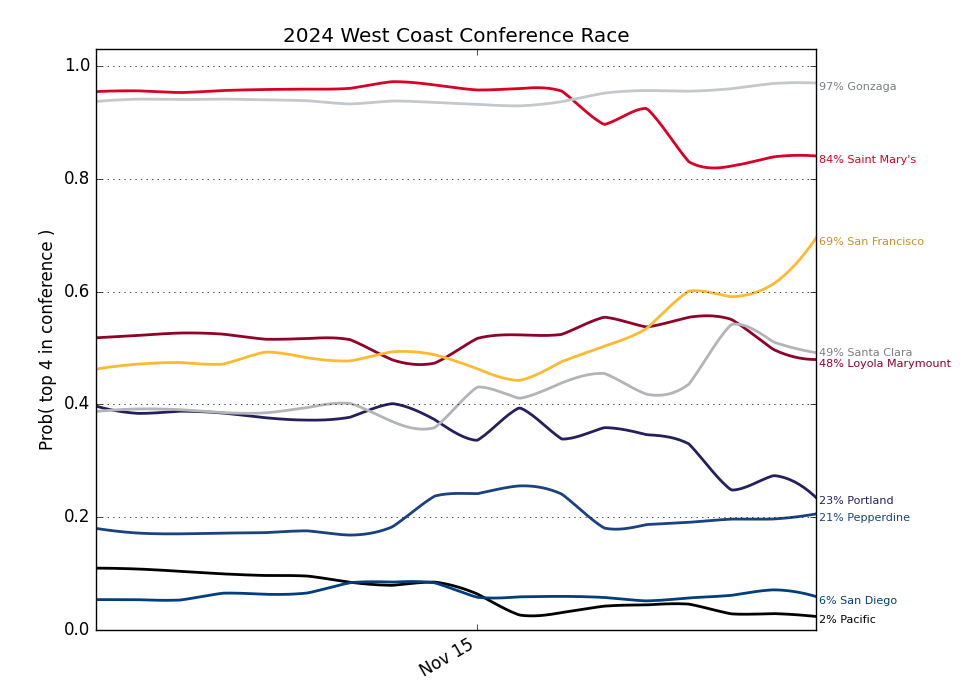 2024 West Coast Conference Race
Prob( top 4 in conference )
1.0
0.8
0.6
0.4
0.2
0.0
Nov 15
97% Gonzaga
84% Saint Mary's
69% San Francisco
49% Santa Clara
48% Loyola Marymount
23% Portland
21% Pepperdine
6% San Diego
2% Pacific